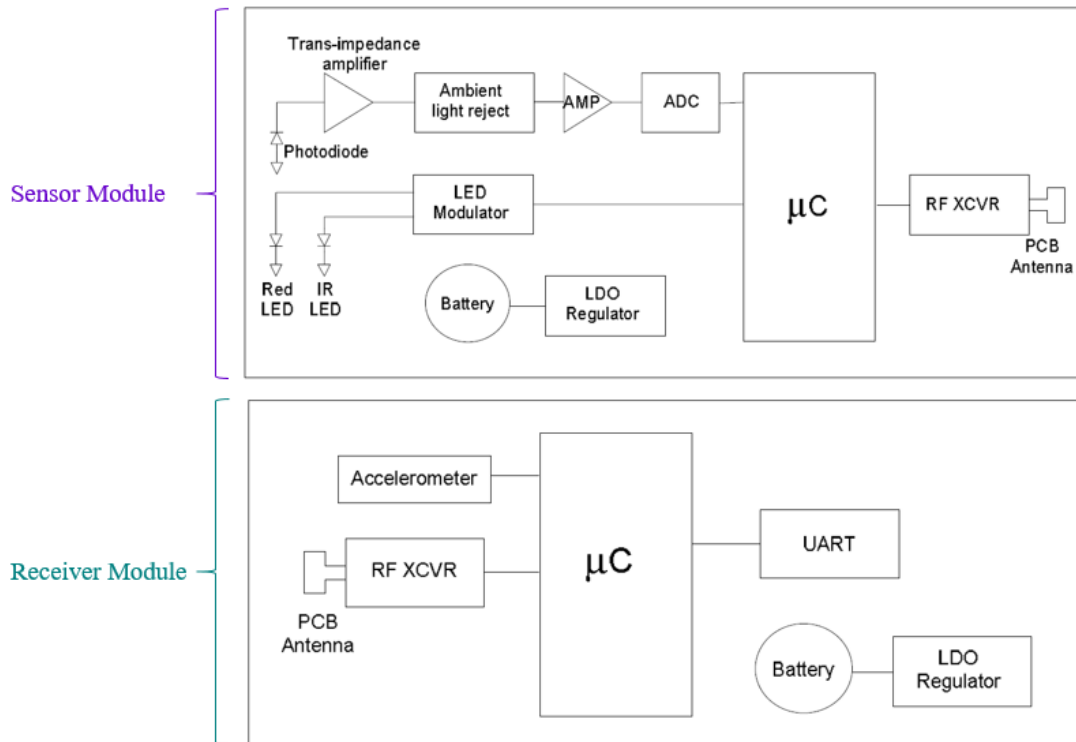 Trans-impedance
amplifier
Ambient
light reject
AMP
ADC
Photodiode
Sensor Module
LED
Modulator
μC
RF XCVR
PCB
Antenna
Red
LED
IR
LED
Battery
LDO
Regulator
Accelerometer
Receiver Module
RF XCVR
PCB
Antenna
μC
UART
Battery
LDO
Regulator